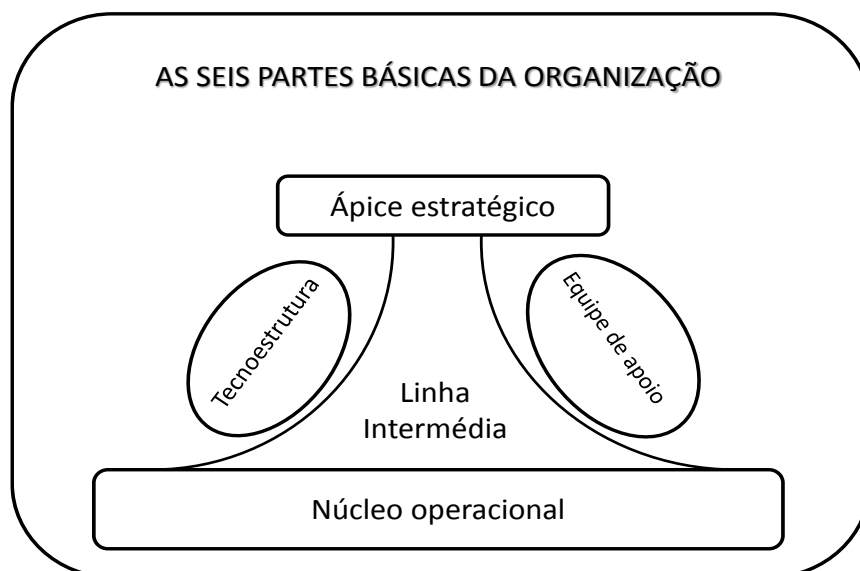 AS SEIS PARTES BÁSICAS DA ORGANIZAÇÃO
Ápice estratégico
Tecnoestrutura
Equipe de apoio
Linha
Intermédia
Núcleo operacional